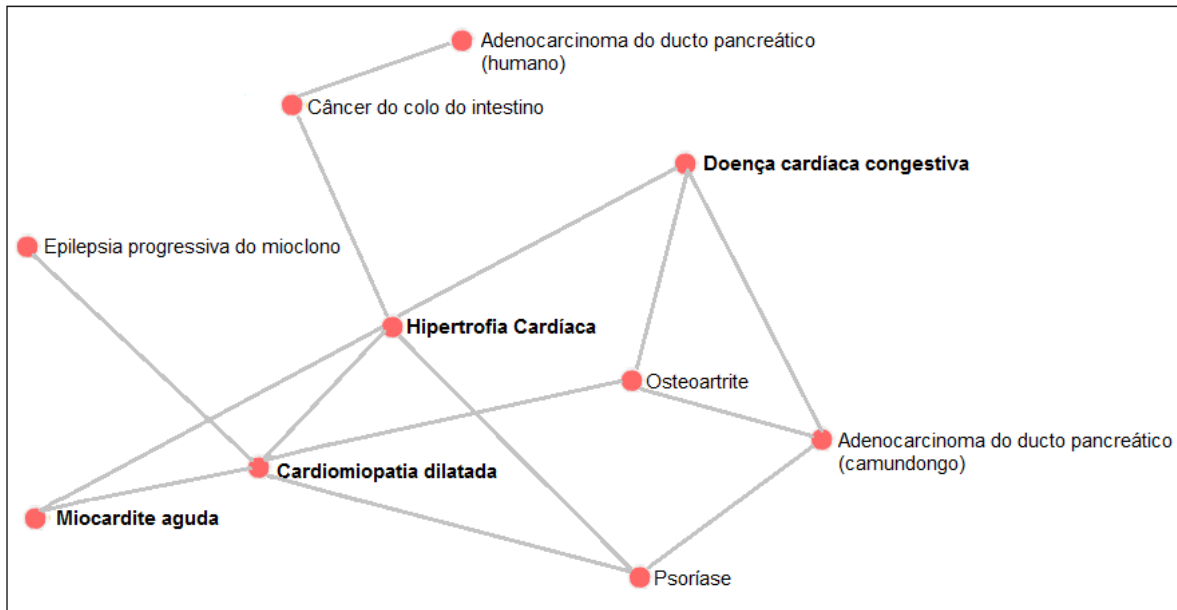 Adenocarcinoma do ducto pancreático
(humano)
Câncer do colo do intestino
Doença cardíaca congestiva
Epilepsia progressiva do mioclono
Hipertrofia Cardíaca
Osteoartrite
Adenocarcinoma do ducto pancreático
(camundongo)
Cardiomiopatia dilatada
Miocardite aguda
Psoríase